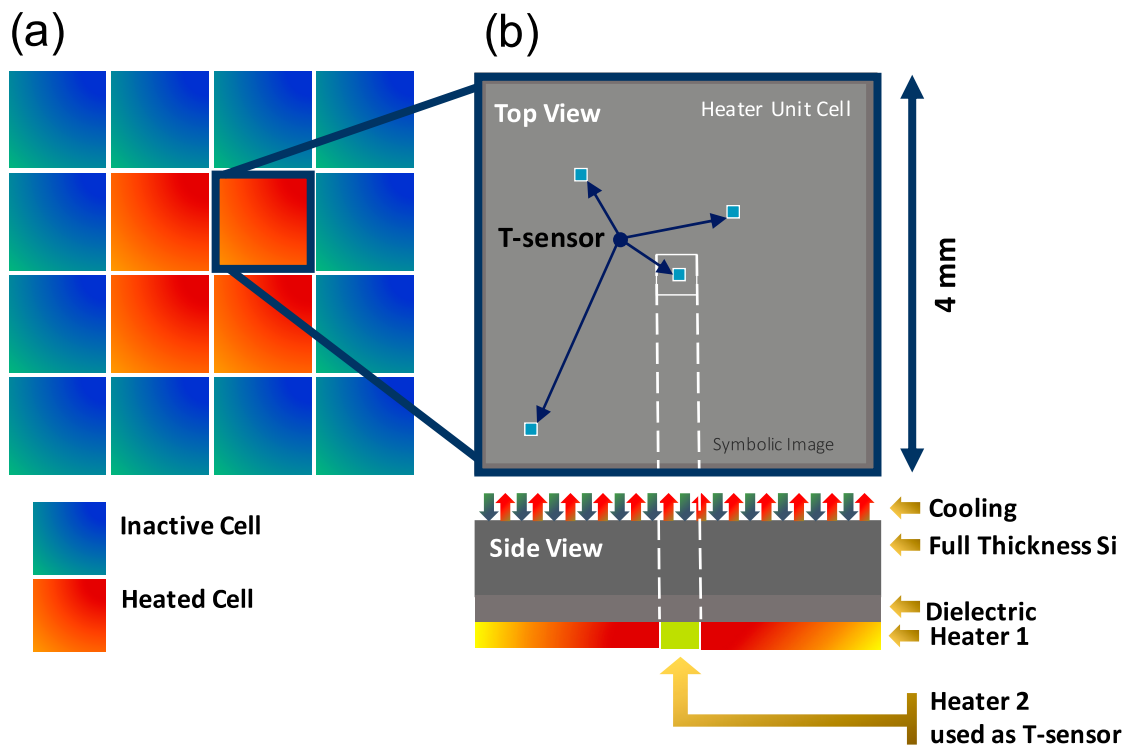 (a)
(b)
Top View
Heater Unit Cell
T-sensor
4 mm
Symbolic Image
Inactive Cell
Heated Cell
Side View
Cooling
Full Thickness Si
Dielectric
Heater 1
Heater 2
used as T-sensor